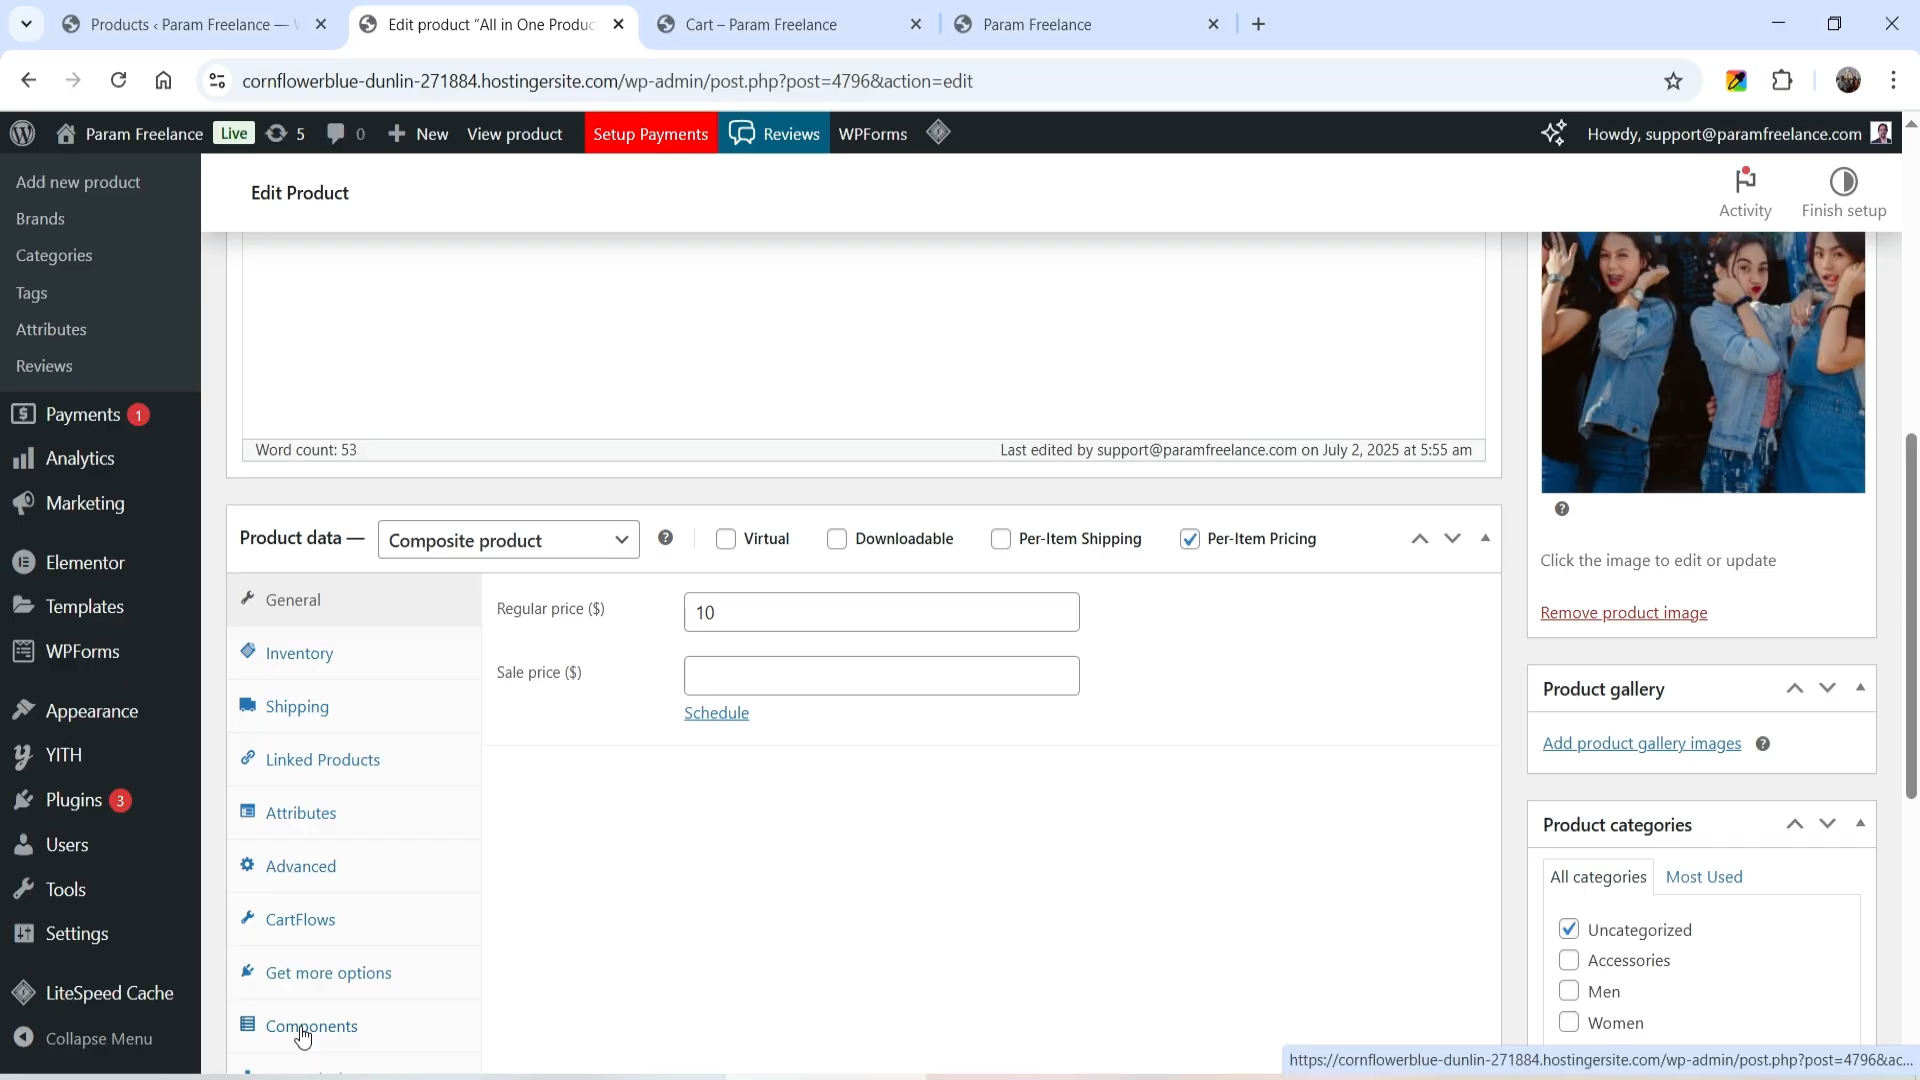 Products ‹ Param Freelance —
Edit product “All in One Produc
Cart – Param Freelance
Param Freelance
cornflowerblue-dunlin-271884.hostingersite.com/wp-admin/post.php?post=4796&action=edit
Param Freelance Live 5 0 New View product Setup Payments Reviews WPForms Howdy, support@paramfreelance.com
Add new product
Brands
Categories
Tags
Attributes
Reviews
Payments 1
Analytics
Marketing
Elementor
Templates
WPForms
Appearance
YITH
Plugins 3
Users
Tools
Settings
LiteSpeed Cache
Collapse Menu
Edit Product
Activity
Finish setup
Word count: 53
Last edited by support@paramfreelance.com on July 2, 2025 at 5:55 am
Product data — Composite product Virtual Downloadable Per-Item Shipping Per-Item Pricing
General
Inventory
Shipping
Linked Products
Attributes
Advanced
CartFlows
Get more options
Components
Regular price ($) 10
Sale price ($)
Schedule
Click the image to edit or update
Remove product image
Product gallery
Add product gallery images
Product categories
All categories Most Used
Uncategorized
Accessories
Men
Women
https://cornflowerblue-dunlin-271884.hostingersite.com/wp-admin/post.php?post=4796&ac...